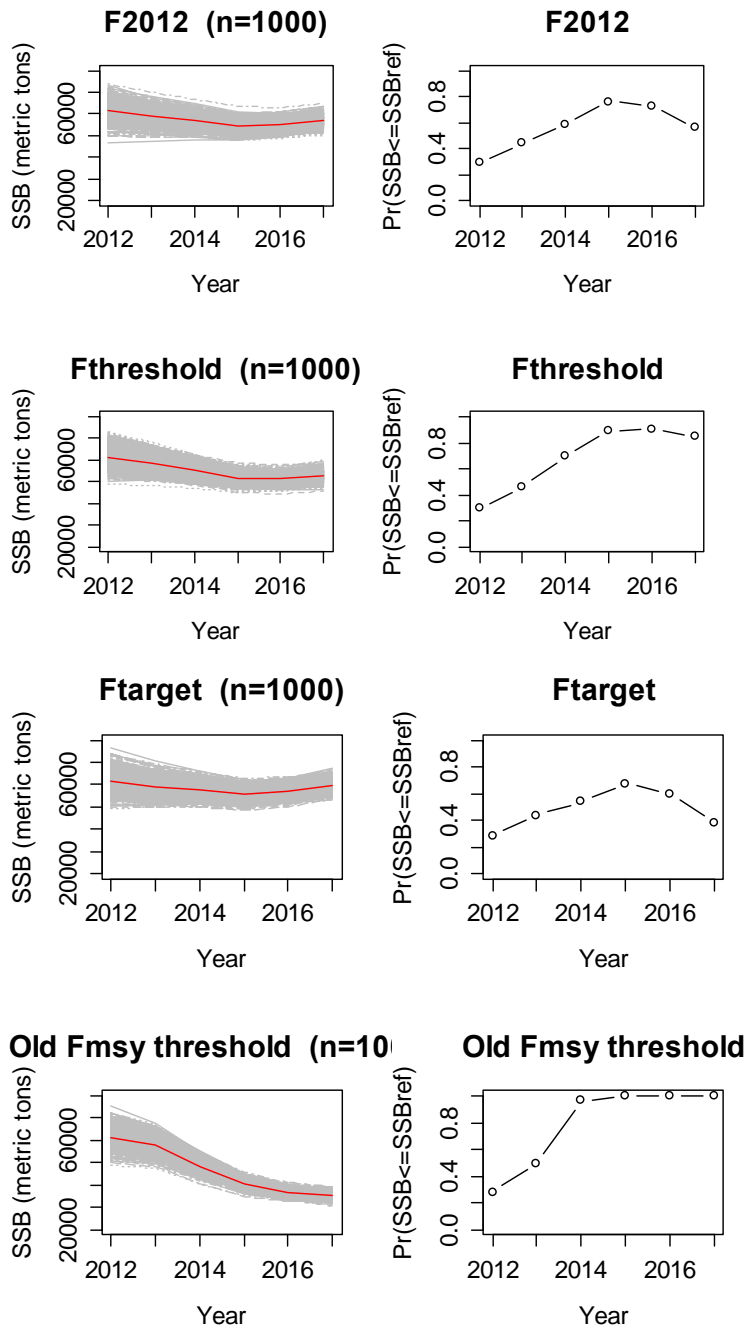 F2012 (n=1000)
SSB (metric tons)
20000 60000
2012 2014 2016
Year
F2012
Pr(SSB<=SSBref)
0.0 0.4 0.8
2012 2014 2016
Year
Fthreshold (n=1000)
SSB (metric tons)
20000 60000
2012 2014 2016
Year
Fthreshold
Pr(SSB<=SSBref)
0.0 0.4 0.8
2012 2014 2016
Year
Ftarget (n=1000)
SSB (metric tons)
20000 60000
2012 2014 2016
Year
Ftarget
Pr(SSB<=SSBref)
0.0 0.4 0.8
2012 2014 2016
Year
Old Fmsy threshold (n=10
SSB (metric tons)
20000 60000
2012 2014 2016
Year
Old Fmsy threshold
Pr(SSB<=SSBref)
0.0 0.4 0.8
2012 2014 2016
Year